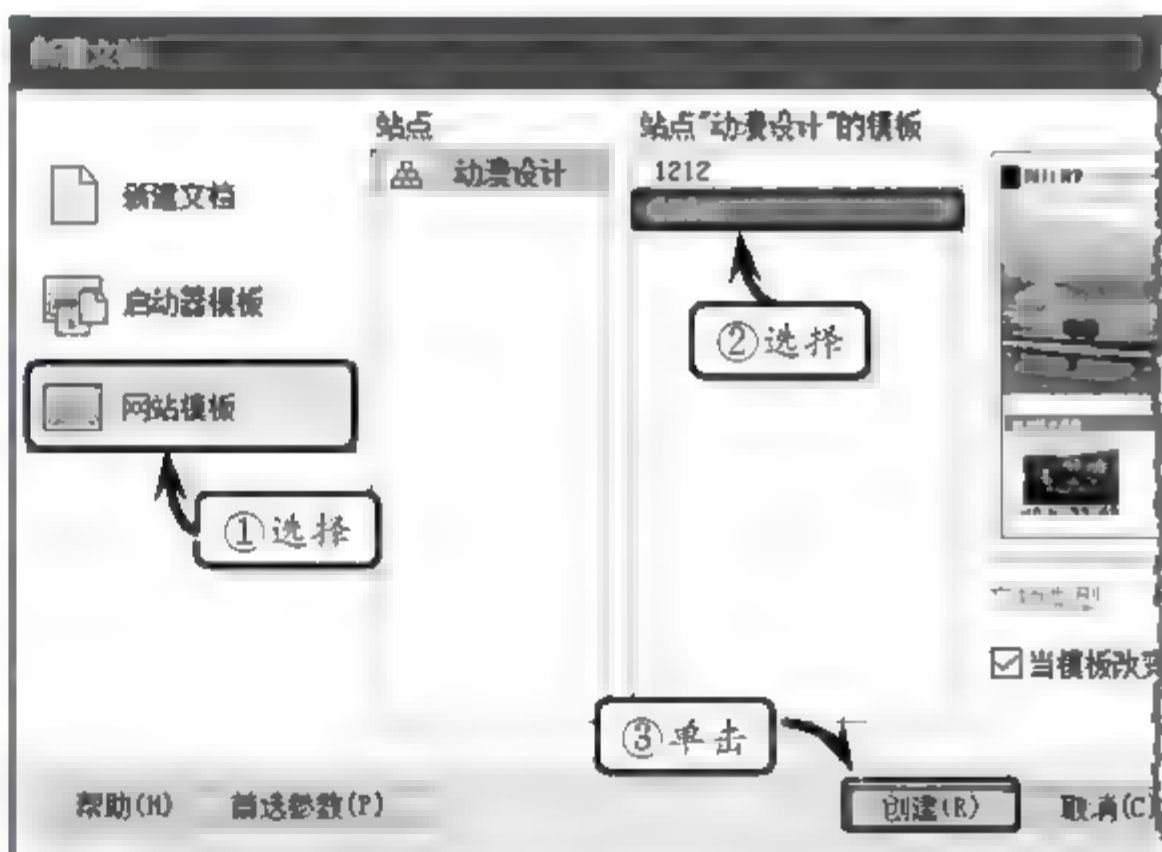 新建文档
站点
站点"动漫设计"的模板
动漫设计
1212
新建文档
启动器模板
②选择
网站模板
①选择
当模板改变
③单击
帮助(H)
首选参数(P)
创建(R)
取消(C